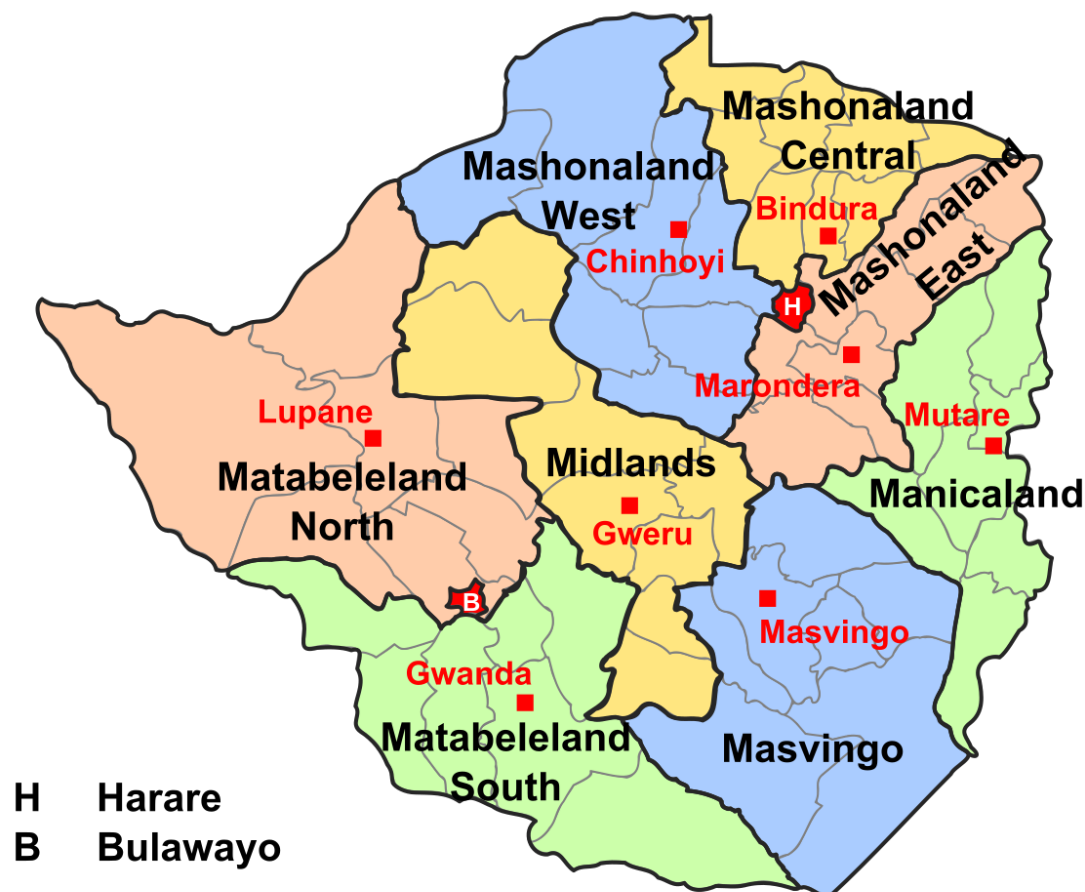 Mashonaland
Central
Mashonaland
West
Mashonaland
East
Bindura
Chinhoyi
H
Marondera
Lupane
Mutare
Matabeleland
North
Midlands
Manicaland
Gweru
B
Masvingo
Gwanda
Matabeleland
South
Masvingo
H Harare
B Bulawayo